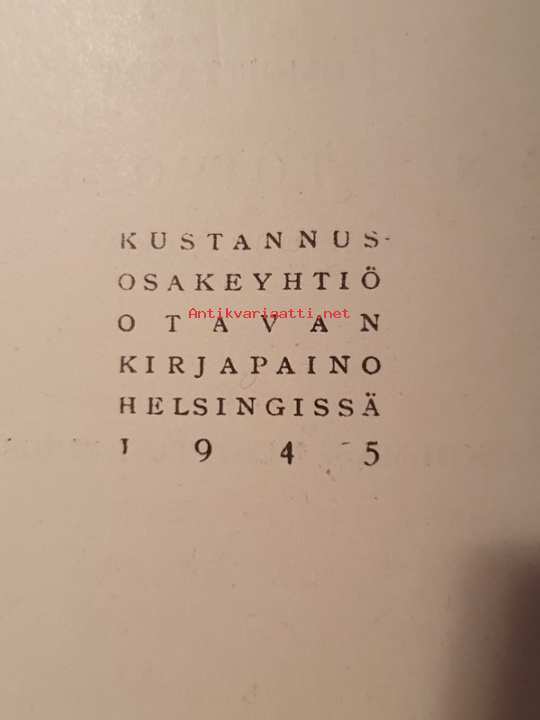 KUSTANNUS-
OSAKEYHTIÖ
Antikvariaatti.net
OTAVAN
KIRJAPAINO
HELSINGISSÄ
1945